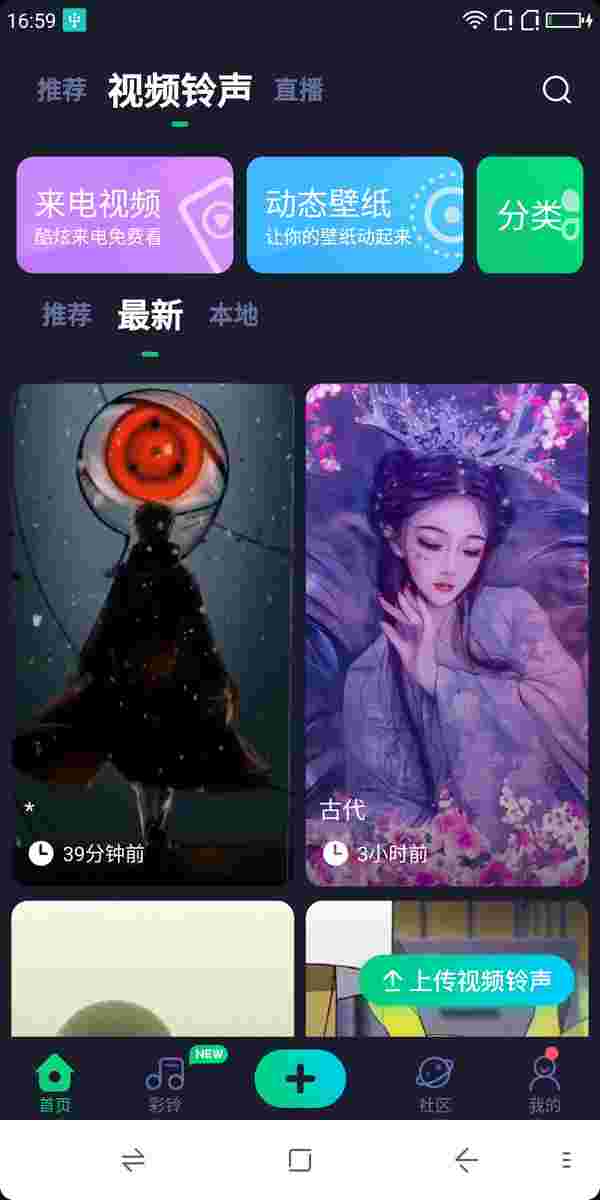 16:59
推荐 视频铃声 直播
来电视频
酷炫来电免费看
动态壁纸
让你的壁纸动起来
分类
推荐 最新 本地
*
39分钟前
古代
3小时前
上传视频铃声
NEW
首页 彩铃 社区 我的